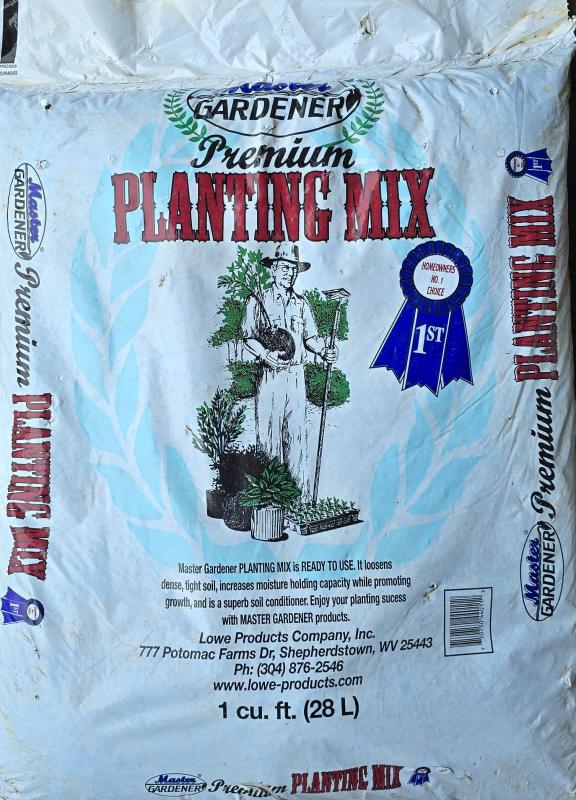 Master
GARDENER
Premium
PLANTING MIX
HOMEOWNERS
NO. 1
CHOICE
1ST
Master Gardener PLANTING MIX is READY TO USE. It loosens
dense, tight soil, increases moisture holding capacity while promoting
growth, and is a superb soil conditioner. Enjoy your planting sucess
with MASTER GARDENER products.
Lowe Products Company, Inc.
777 Potomac Farms Dr, Shepherdstown, WV 25443
Ph: (304) 876-2546
www.lowe-products.com
1 cu. ft. (28 L)
Master
GARDENER
Premium
PLANTING MIX
1ST
Master
GARDENER
Premium
PLANTING MIX
1ST
Master
GARDENER
Premium
PLANTING MIX